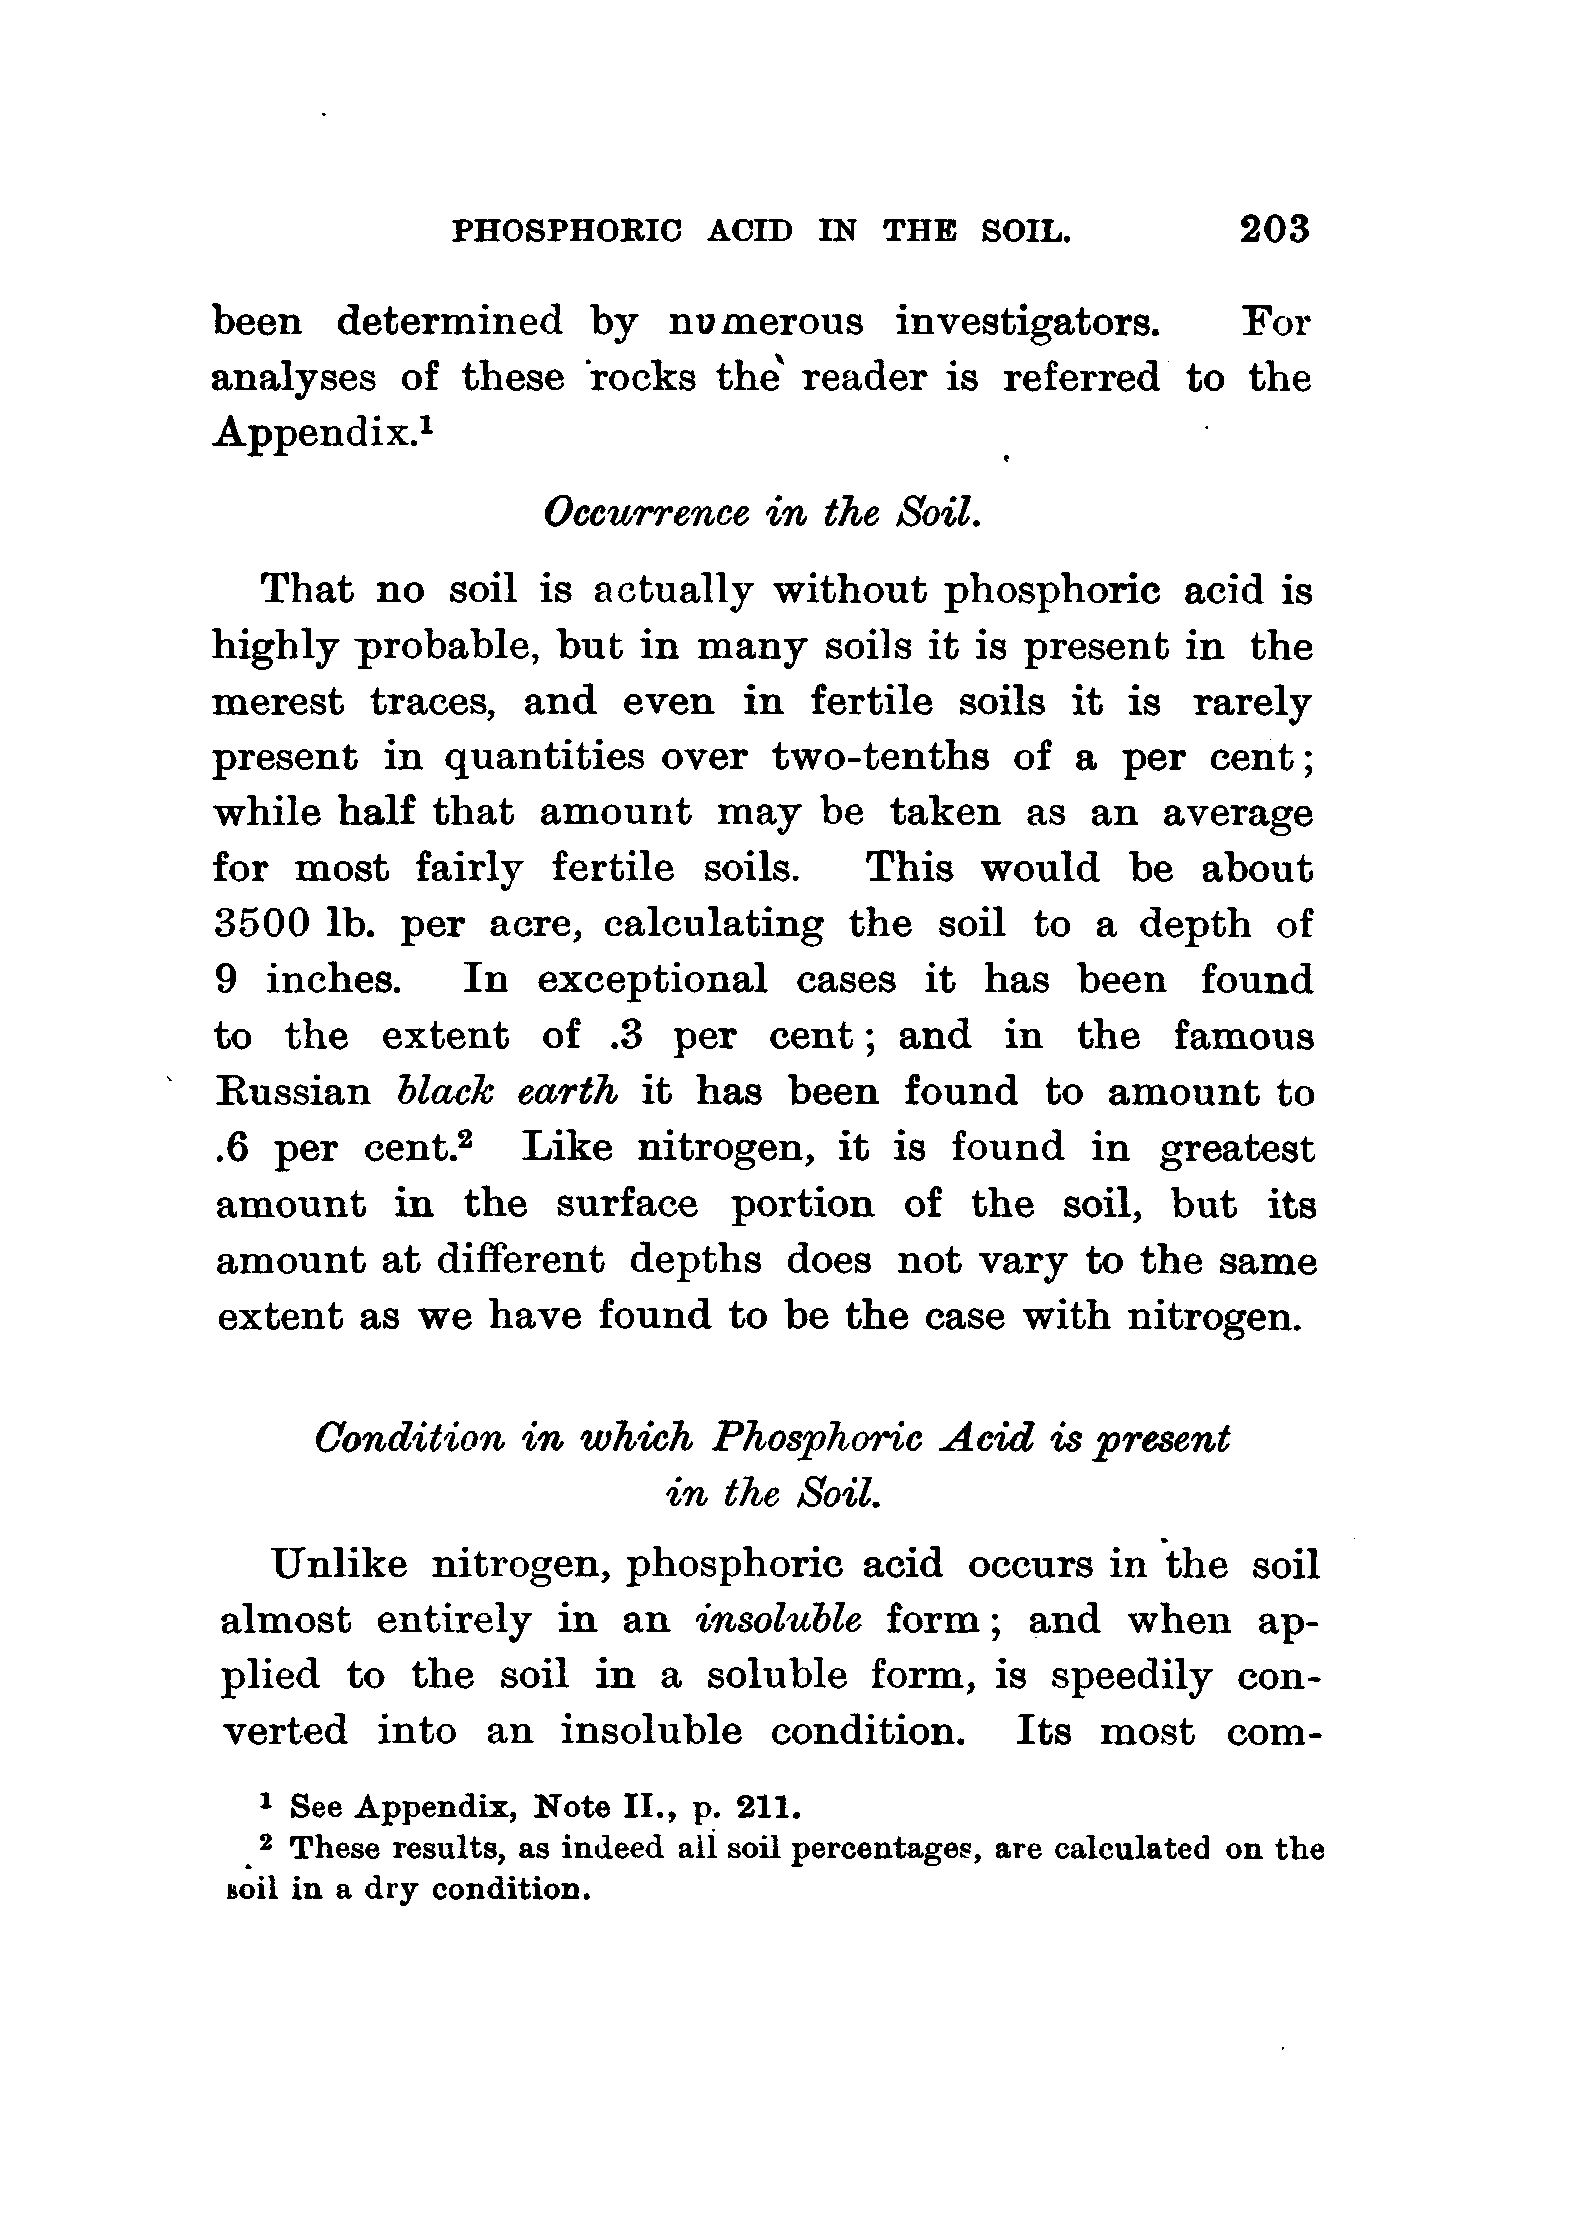 PHOSPHORIC ACID IN THE SOIL. 203
been determined by numerous investigators. For
analyses of these rocks the reader is referred to the
Appendix.¹
Occurrence in the Soil.
That no soil is actually without phosphoric acid is
highly probable, but in many soils it is present in the
merest traces, and even in fertile soils it is rarely
present in quantities over two-tenths of a per cent;
while half that amount may be taken as an average
for most fairly fertile soils. This would be about
3500 lb. per acre, calculating the soil to a depth of
9 inches. In exceptional cases it has been found
to the extent of .3 per cent; and in the famous
Russian black earth it has been found to amount to
.6 per cent.² Like nitrogen, it is found in greatest
amount in the surface portion of the soil, but its
amount at different depths does not vary to the same
extent as we have found to be the case with nitrogen.
Condition in which Phosphoric Acid is present
in the Soil.
Unlike nitrogen, phosphoric acid occurs in the soil
almost entirely in an insoluble form; and when ap-
plied to the soil in a soluble form, is speedily con-
verted into an insoluble condition. Its most com-
¹ See Appendix, Note II., p. 211.
² These results, as indeed all soil percentages, are calculated on the
soil in a dry condition.